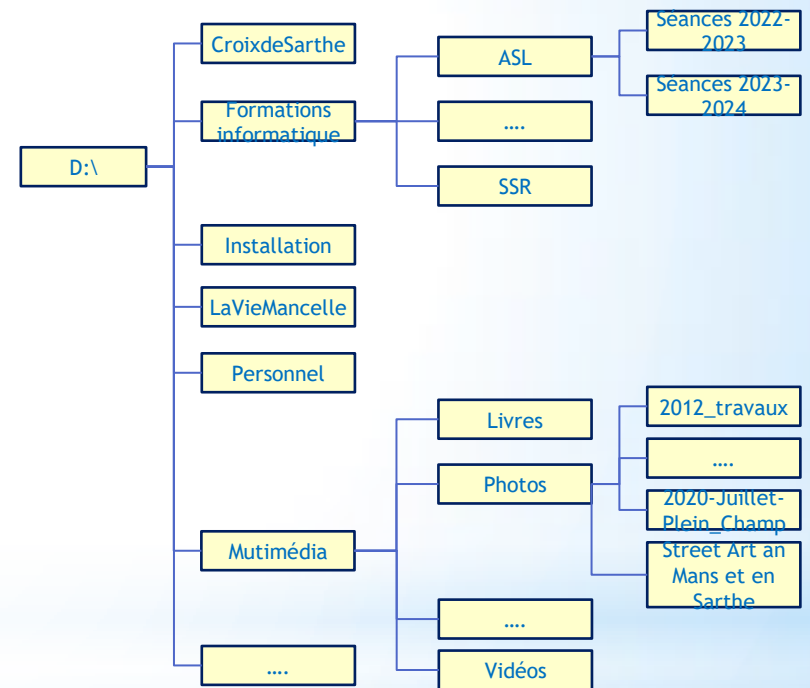 D:\
CroixdeSarthe
Formations
informatique
ASL
Séances 2022-
2023
Séances 2023-
2024
....
SSR
Installation
LaVieMancelle
Personnel
Mutimédia
Livres
Photos
2012_travaux
....
2020-Juillet-
Plein_Champ
Street Art an
Mans et en
Sarthe
....
Vidéos
....